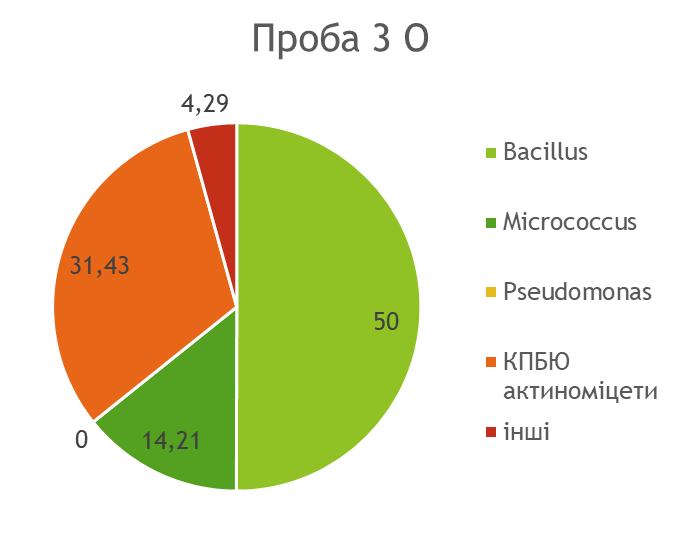 Проба 3 О
4,29
31,43
50
0
14,21
Bacillus
Micrococcus
Pseudomonas
КПБЮ
актиноміцети
інші